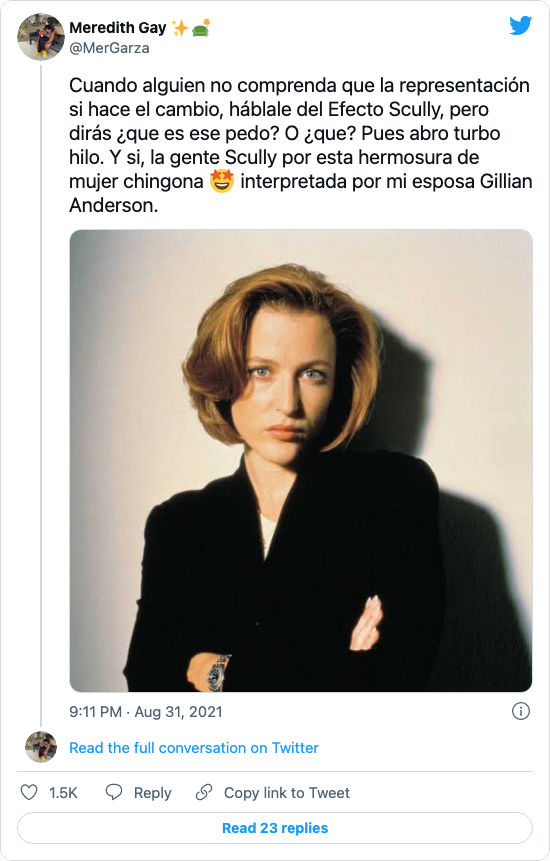 Meredith Gay ✨🛋️
@MerGarza
Cuando alguien no comprenda que la representación
si hace el cambio, háblale del Efecto Scully, pero
dirás ¿que es ese pedo? O ¿que? Pues abro turbo
hilo. Y si, la gente Scully por esta hermosura de
mujer chingona 🤩 interpretada por mi esposa Gillian
Anderson.
9:11 PM · Aug 31, 2021
Read the full conversation on Twitter
1.5K Reply Copy link to Tweet
Read 23 replies